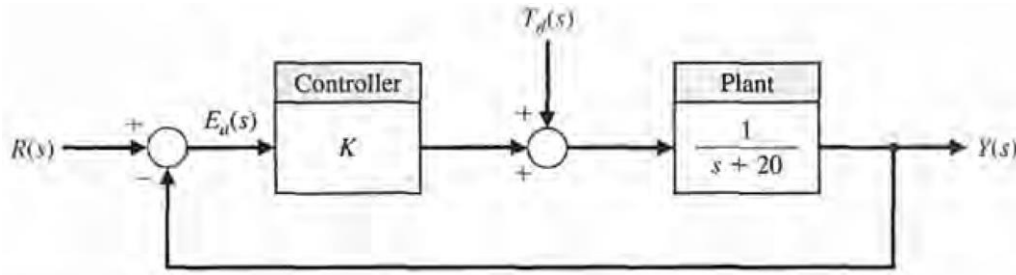 T_d(s)
Controller
Plant
R(s)
+
−
E_a(s)
K
+
+
1
s + 20
Y(s)